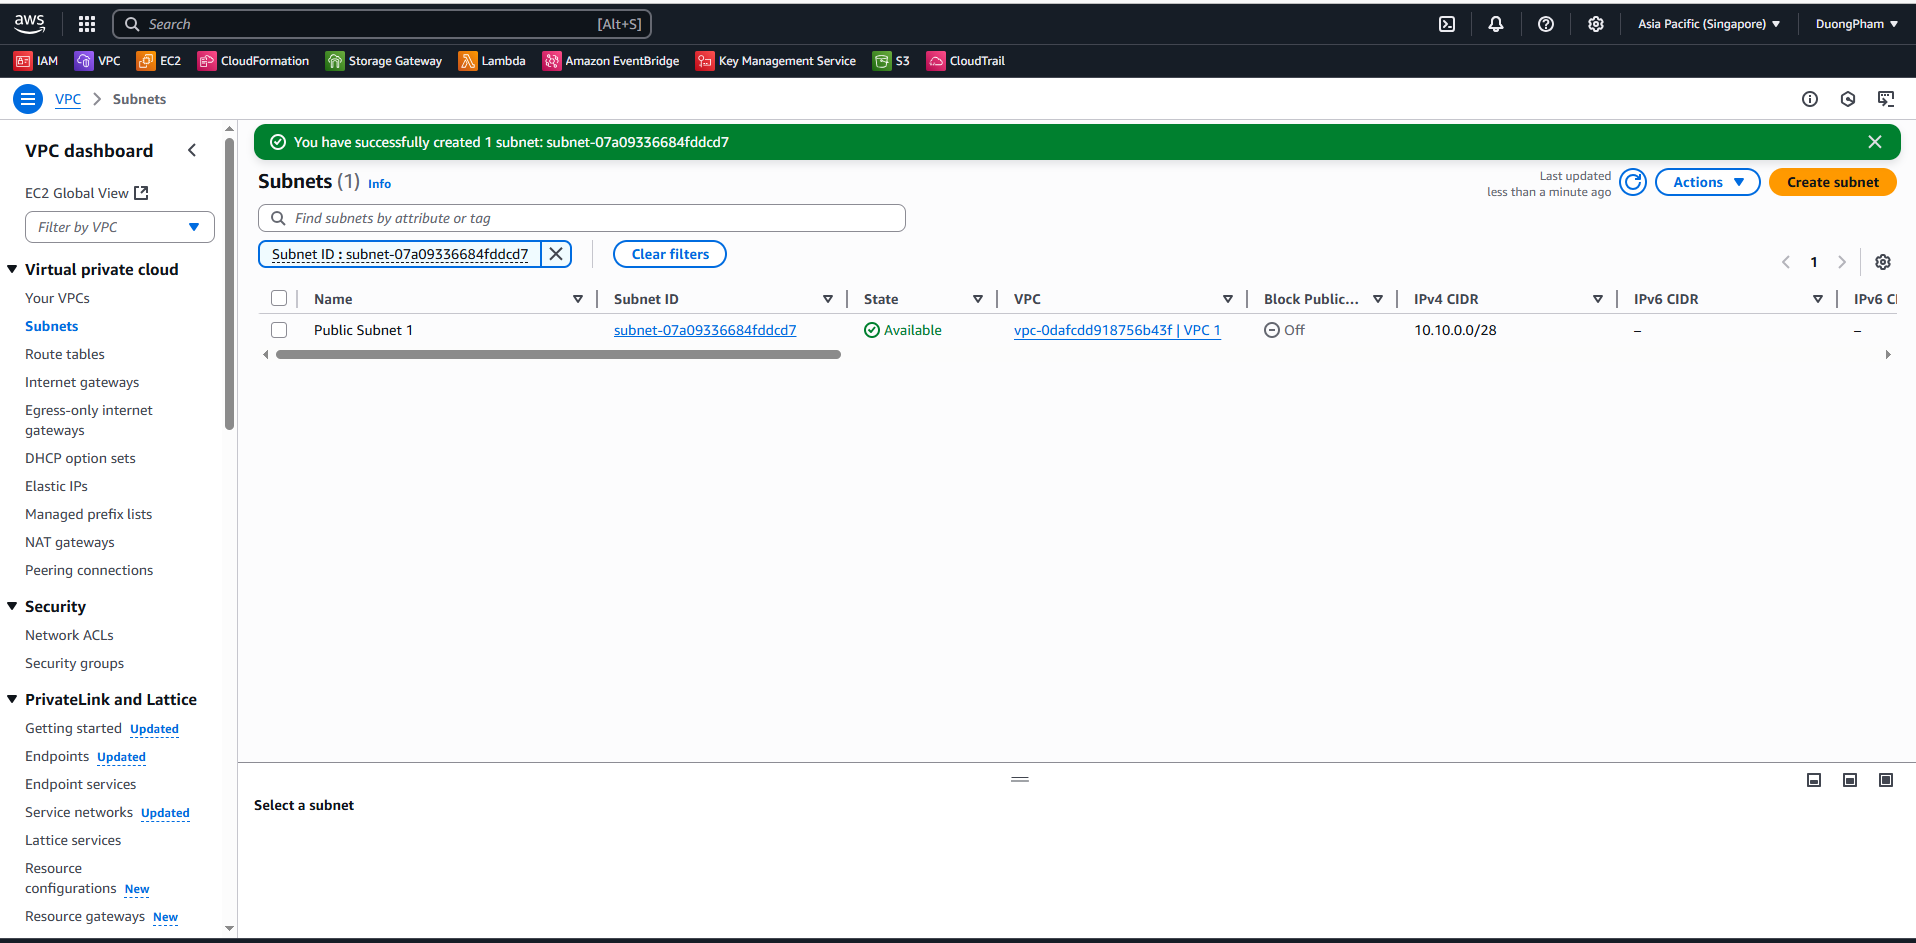 aws
Search [Alt+S]
Asia Pacific (Singapore)
DuongPham
IAM VPC EC2 CloudFormation Storage Gateway Lambda Amazon EventBridge Key Management Service S3 CloudTrail
VPC Subnets
VPC dashboard
EC2 Global View
Filter by VPC
Virtual private cloud
Your VPCs
Subnets
Route tables
Internet gateways
Egress-only internet
gateways
DHCP option sets
Elastic IPs
Managed prefix lists
NAT gateways
Peering connections
Security
Network ACLs
Security groups
PrivateLink and Lattice
Getting started Updated
Endpoints Updated
Endpoint services
Service networks Updated
Lattice services
Resource
configurations New
Resource gateways New
You have successfully created 1 subnet: subnet-07a09336684fddcd7
Subnets (1) Info
Last updated
less than a minute ago
Actions
Create subnet
Find subnets by attribute or tag
Subnet ID : subnet-07a09336684fddcd7
Clear filters
1
Name Subnet ID State VPC Block Public... IPv4 CIDR IPv6 CIDR IPv6 CI
Public Subnet 1 subnet-07a09336684fddcd7 Available vpc-0dafcdd918756b43f | VPC 1 Off 10.10.0.0/28 – –
Select a subnet